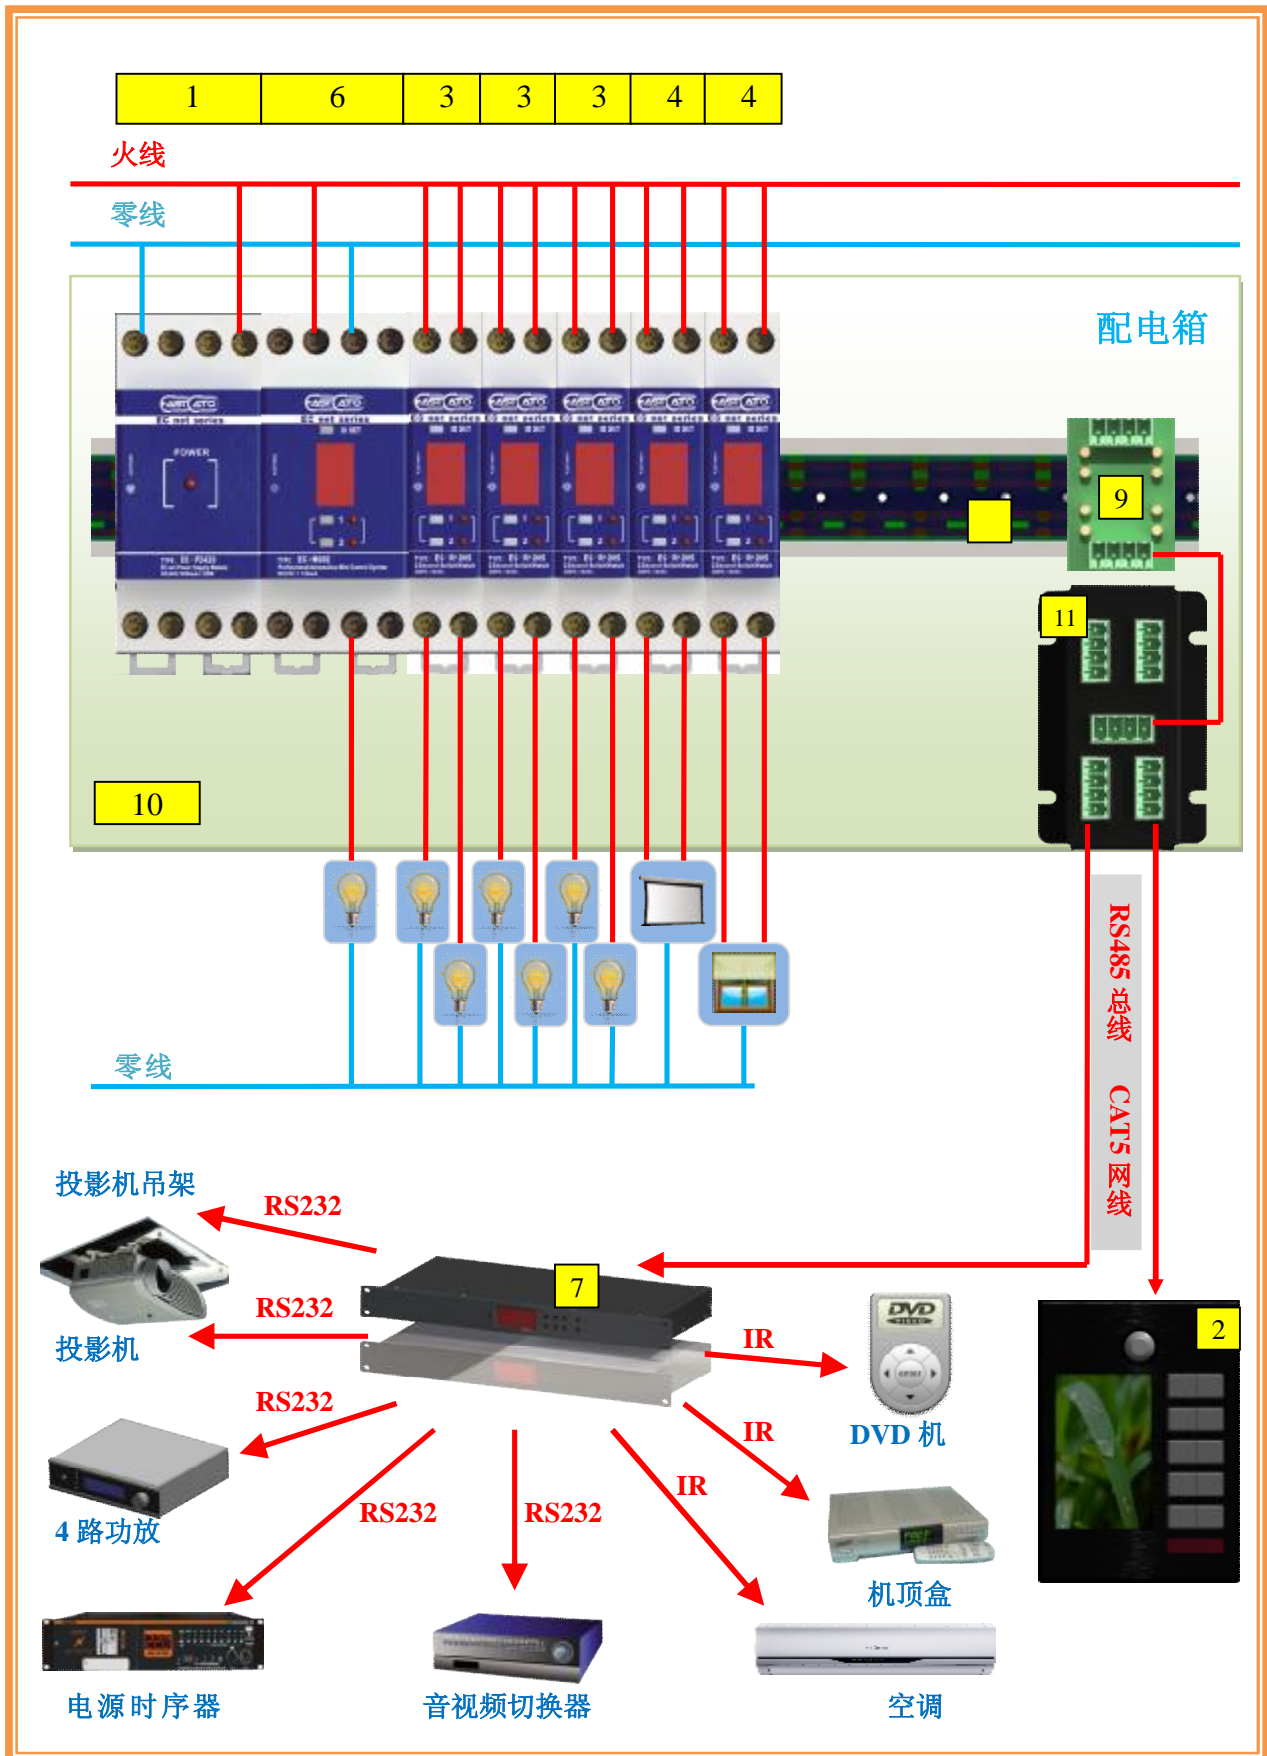 1 6 3 3 3 4 4
火线
零线
配电箱
POWER
9
11
10
RS485 总线 CAT5 网线
零线
投影机吊架
RS232
7
RS232
投影机
IR
DVD
VIDEO
2
RS232
IR
DVD 机
IR
RS232
RS232
4 路功放
机顶盒
电源时序器
音视频切换器
空调